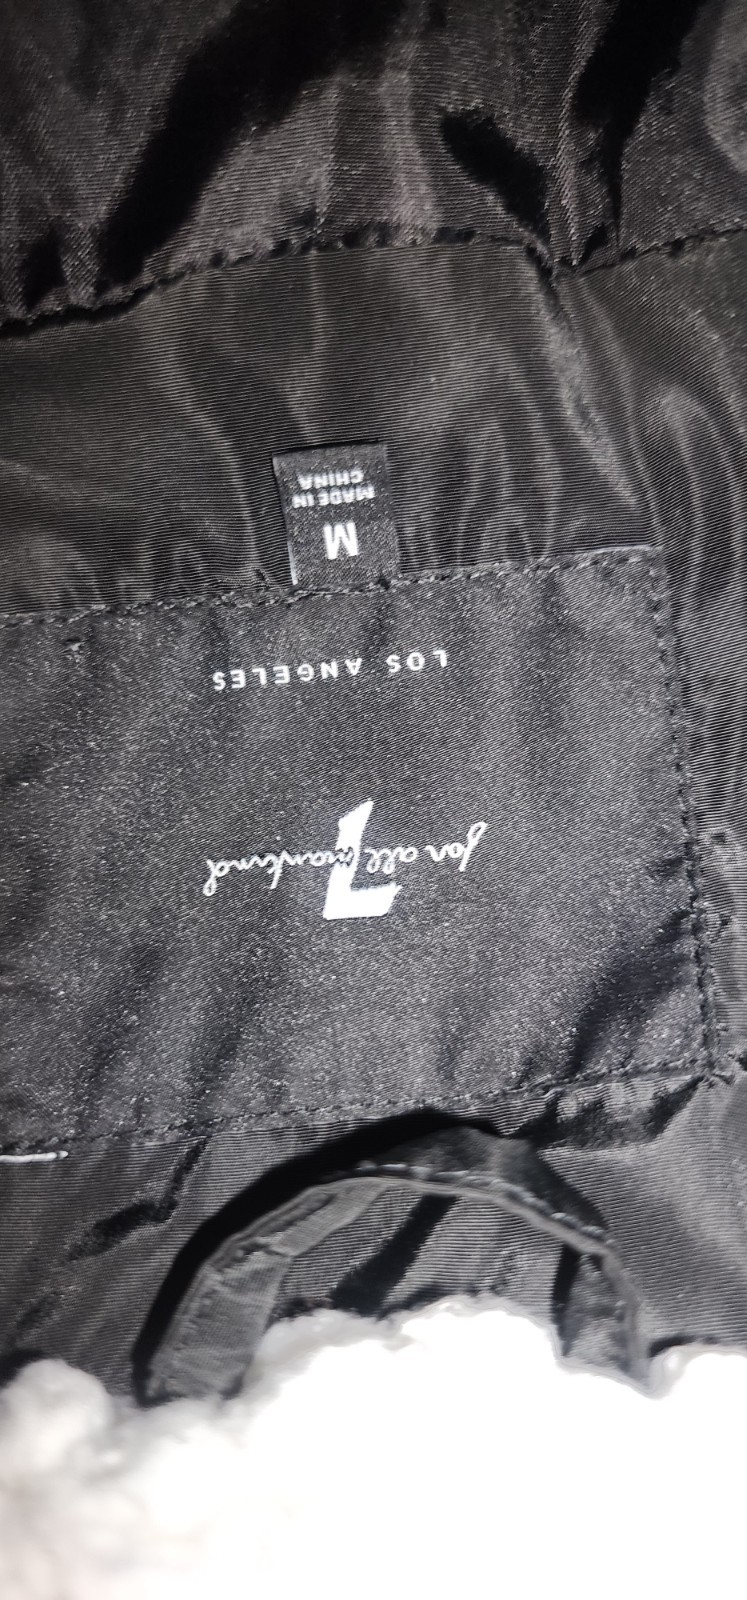 7
for all mankind
LOS ANGELES
M
MADE IN
CHINA